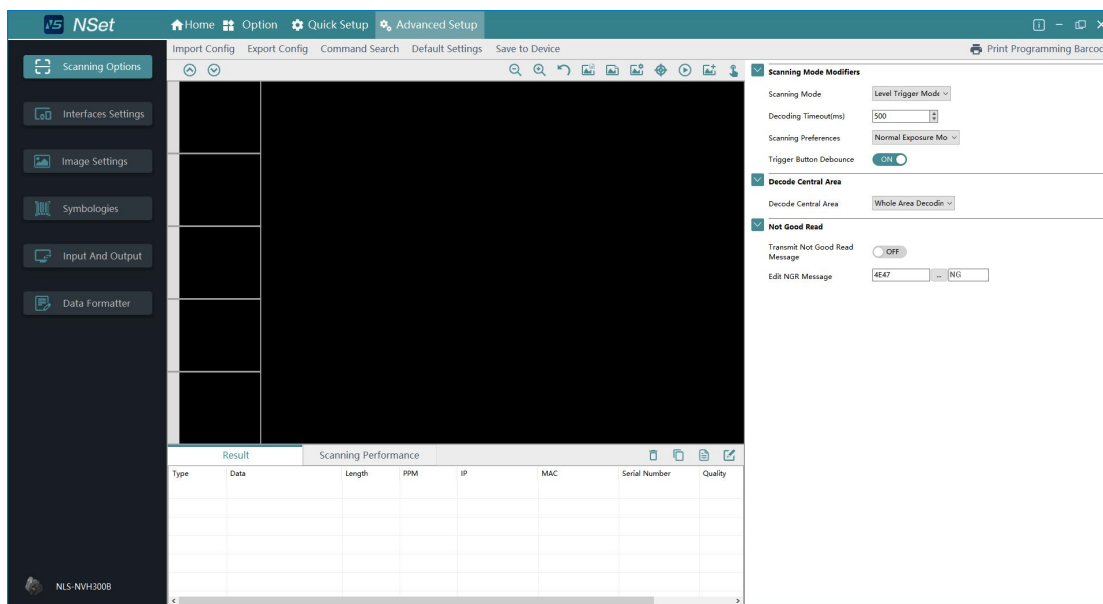 NS NSet
Home Option Quick Setup Advanced Setup
Import Config Export Config Command Search Default Settings Save to Device
Print Programming Barcod
Scanning Options
Interfaces Settings
Image Settings
Symbologies
Input And Output
Data Formatter
NLS-NVH300B
Scanning Mode Modifiers
Scanning Mode Level Trigger Mode
Decoding Timeout(ms) 500
Scanning Preferences Normal Exposure Mo
Trigger Button Debounce ON
Decode Central Area
Decode Central Area Whole Area Decodin
Not Good Read
Transmit Not Good Read
Message OFF
Edit NGR Message 4E47 ... NG
Result Scanning Performance
Type Data Length PPM IP MAC Serial Number Quality